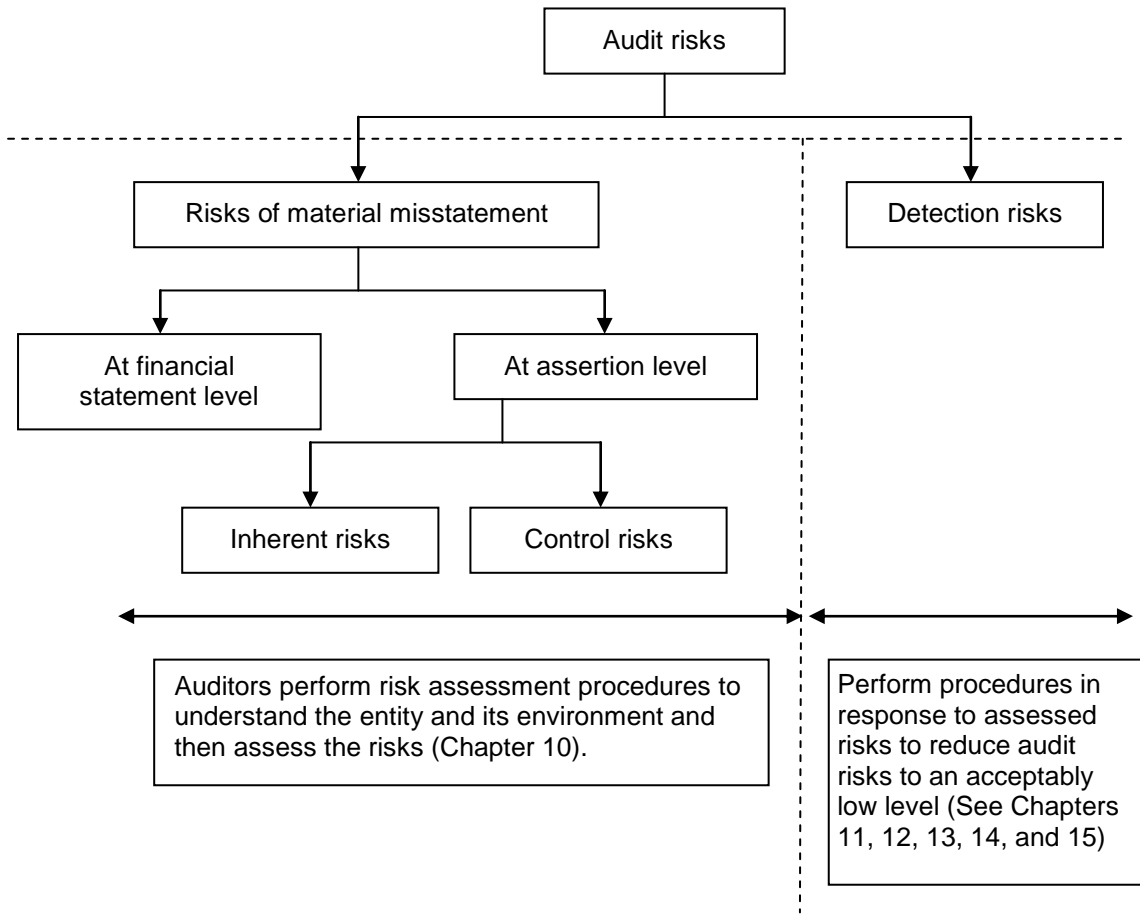 Audit risks
Risks of material misstatement
Detection risks
At financial
statement level
At assertion level
Inherent risks
Control risks
Auditors perform risk assessment procedures to
understand the entity and its environment and
then assess the risks (Chapter 10).
Perform procedures in
response to assessed
risks to reduce audit
risks to an acceptably
low level (See Chapters
11, 12, 13, 14, and 15)